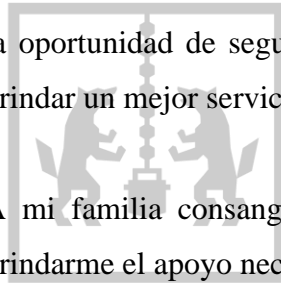 a oportunidad de segu
rindar un mejor servic
A mi familia consang
rindarme el apoyo nec